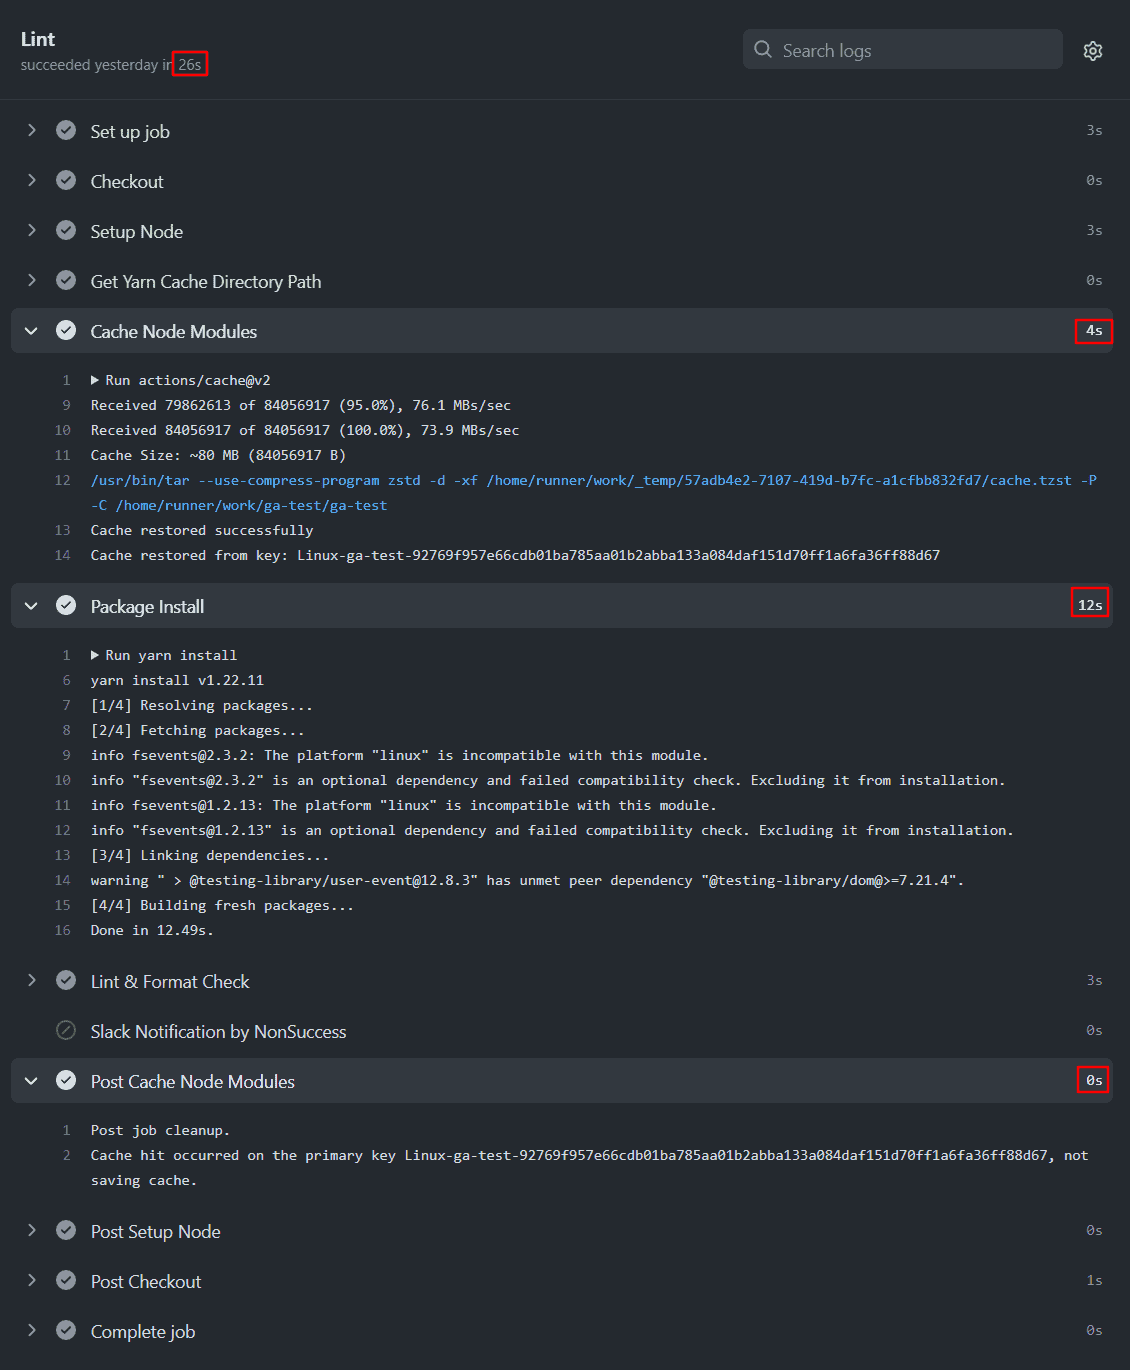 Lint
succeeded yesterday in 26s
Search logs
Set up job 3s
Checkout 0s
Setup Node 3s
Get Yarn Cache Directory Path 0s
Cache Node Modules 4s
1 Run actions/cache@v2
9 Received 79862613 of 84056917 (95.0%), 76.1 MBs/sec
10 Received 84056917 of 84056917 (100.0%), 73.9 MBs/sec
11 Cache Size: ~80 MB (84056917 B)
12 /usr/bin/tar --use-compress-program zstd -d -xf /home/runner/work/_temp/57adb4e2-7107-419d-b7fc-a1cfbb832fd7/cache.tzst -P
-C /home/runner/work/ga-test/ga-test
13 Cache restored successfully
14 Cache restored from key: Linux-ga-test-92769f957e66cdb01ba785aa01b2abba133a084daf151d70ff1a6fa36ff88d67
Package Install 12s
1 Run yarn install
6 yarn install v1.22.11
7 [1/4] Resolving packages...
8 [2/4] Fetching packages...
9 info fsevents@2.3.2: The platform "linux" is incompatible with this module.
10 info "fsevents@2.3.2" is an optional dependency and failed compatibility check. Excluding it from installation.
11 info fsevents@1.2.13: The platform "linux" is incompatible with this module.
12 info "fsevents@1.2.13" is an optional dependency and failed compatibility check. Excluding it from installation.
13 [3/4] Linking dependencies...
14 warning " > @testing-library/user-event@12.8.3" has unmet peer dependency "@testing-library/dom@>=7.21.4".
15 [4/4] Building fresh packages...
16 Done in 12.49s.
Lint & Format Check 3s
Slack Notification by NonSuccess 0s
Post Cache Node Modules 0s
1 Post job cleanup.
2 Cache hit occurred on the primary key Linux-ga-test-92769f957e66cdb01ba785aa01b2abba133a084daf151d70ff1a6fa36ff88d67, not
saving cache.
Post Setup Node 0s
Post Checkout 1s
Complete job 0s